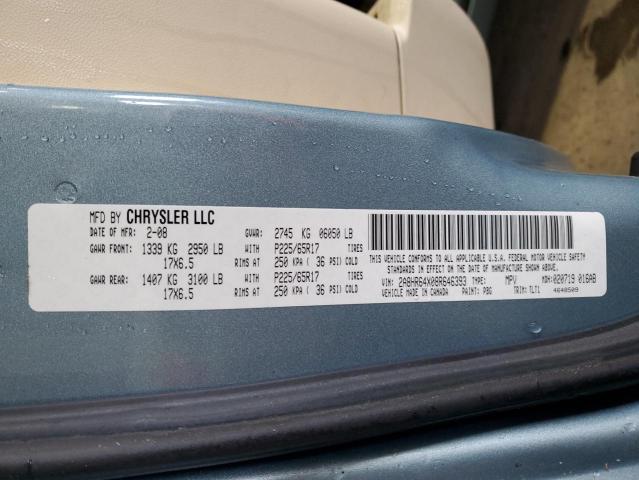 MFD BY CHRYSLER LLC
DATE OF MFR: 2-08 GVWR: 2745 KG 06050 LB
GAWR FRONT: 1339 KG 2950 LB WITH P225/65R17 TIRES
17X6.5 RIMS AT 250 KPA ( 36 PSI) COLD
GAWR REAR: 1407 KG 3100 LB WITH P225/65R17 TIRES
17X6.5 RIMS AT 250 KPA ( 36 PSI) COLD
THIS VEHICLE CONFORMS TO ALL APPLICABLE U.S.A. FEDERAL MOTOR VEHICLE SAFETY
STANDARDS IN EFFECT ON THE DATE OF MANUFACTURE SHOWN ABOVE.
VIN: 2A8HR64X08R646393 TYPE: MPV MDH: 020719 016AB
VEHICLE MADE IN CANADA PAINT: PBG TRIM: TLT1 4648509